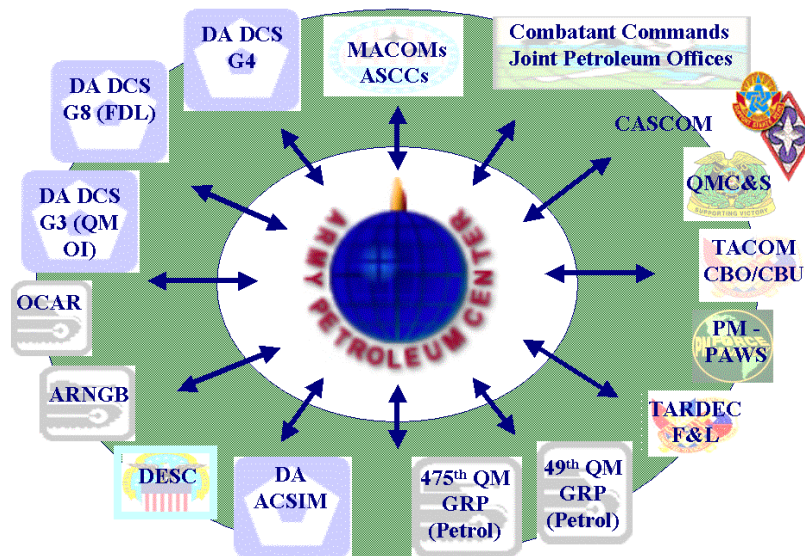 DA DCS
G4
MACOMs
ASCCs
Combatant Commands
Joint Petroleum Offices
DA DCS
G8 (FDL)
CASCOM
QMC&S
SUPPORTING VICTORY
DA DCS
G3 (QM
OI)
ARMY PETROLEUM CENTER
TACOM
CBO/CBU
OCAR
PM -
PAWS
ARNGB
TARDEC
F&L
DESC
DA
ACSIM
475th QM
GRP
(Petrol)
49th QM
GRP
(Petrol)